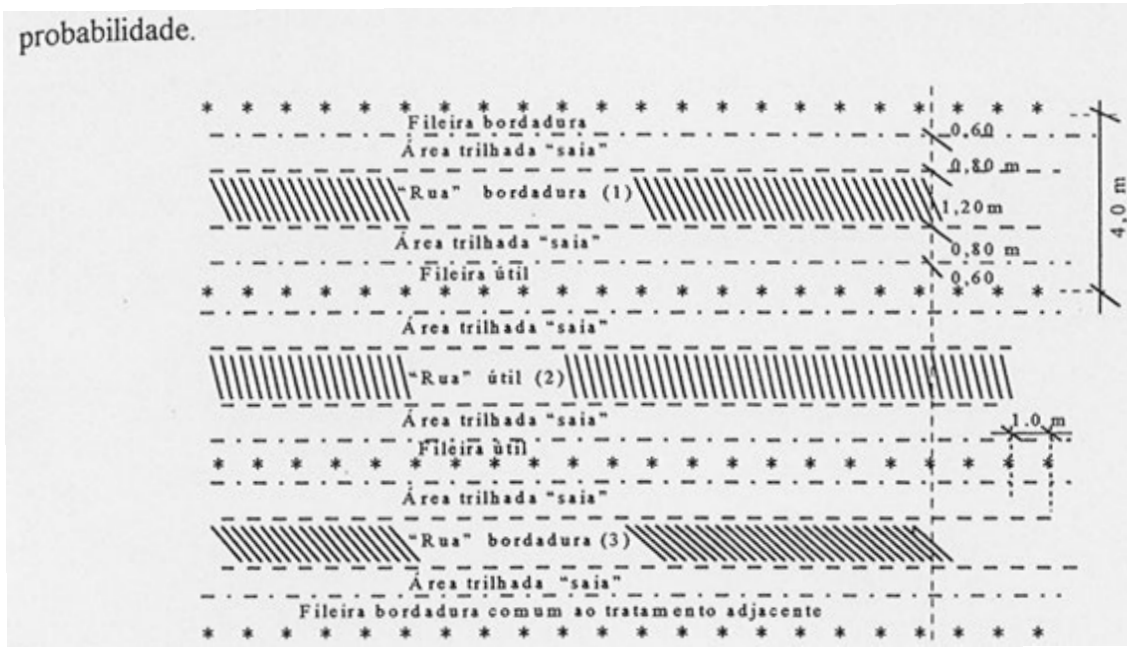 probabilidade.
Fileira bordadura
0,60
Área trilhada "saia"
0,80 m
"Rua" bordadura (1)
1,20m
4,0 m
Área trilhada "saia"
0,80 m
Fileira útil
0,60
Área trilhada "saia"
"Rua" útil (2)
Área trilhada "saia"
1.0 m
Fileira útil
Área trilhada "saia"
"Rua" bordadura (3)
Área trilhada "saia"
Fileira bordadura comum ao tratamento adjacente